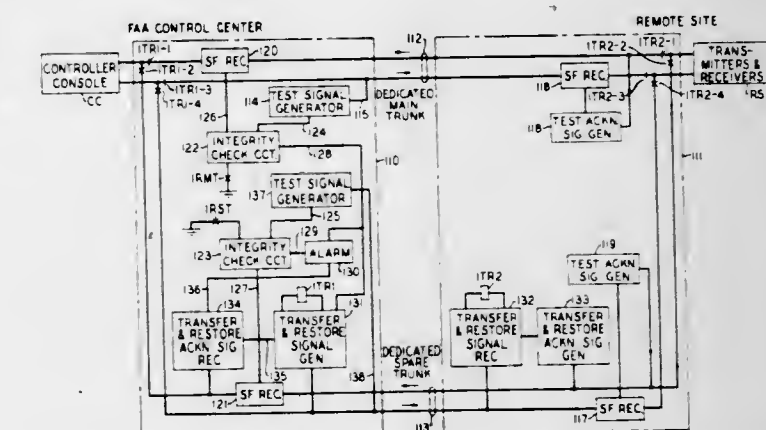 FAA CONTROL CENTER
REMOTE SITE
CONTROLLER
CONSOLE
CC
1TR1-1
1TR1-2
1TR1-3
1TR1-4
SF REC
120
112
1TR2-1
1TR2-2
TRANS-
MITTERS &
RECEIVERS
RS
114
TEST SIGNAL
GENERATOR
115
DEDICATED
MAIN
TRUNK
SF REC
118
1TR2-3
1TR2-4
TEST ACKN
SIG GEN
118
126
124
122
INTEGRITY
CHECK CCT
128
110
111
1RMT
137
TEST SIGNAL
GENERATOR
125
1RST
123
INTEGRITY
CHECK CCT
129
ALARM
130
119
TEST ACKN
SIG GEN
136
127
134
1TR1
131
TRANSFER
& RESTORE
ACKN SIG
REC
TRANSFER
& RESTORE
SIGNAL
GEN
1TR2
132
133
TRANSFER
& RESTORE
SIGNAL
REC
TRANSFER
& RESTORE
ACKN SIG
GEN
135
138
DEDICATED
SPARE
TRUNK
121
SF REC
113
117
SF REC